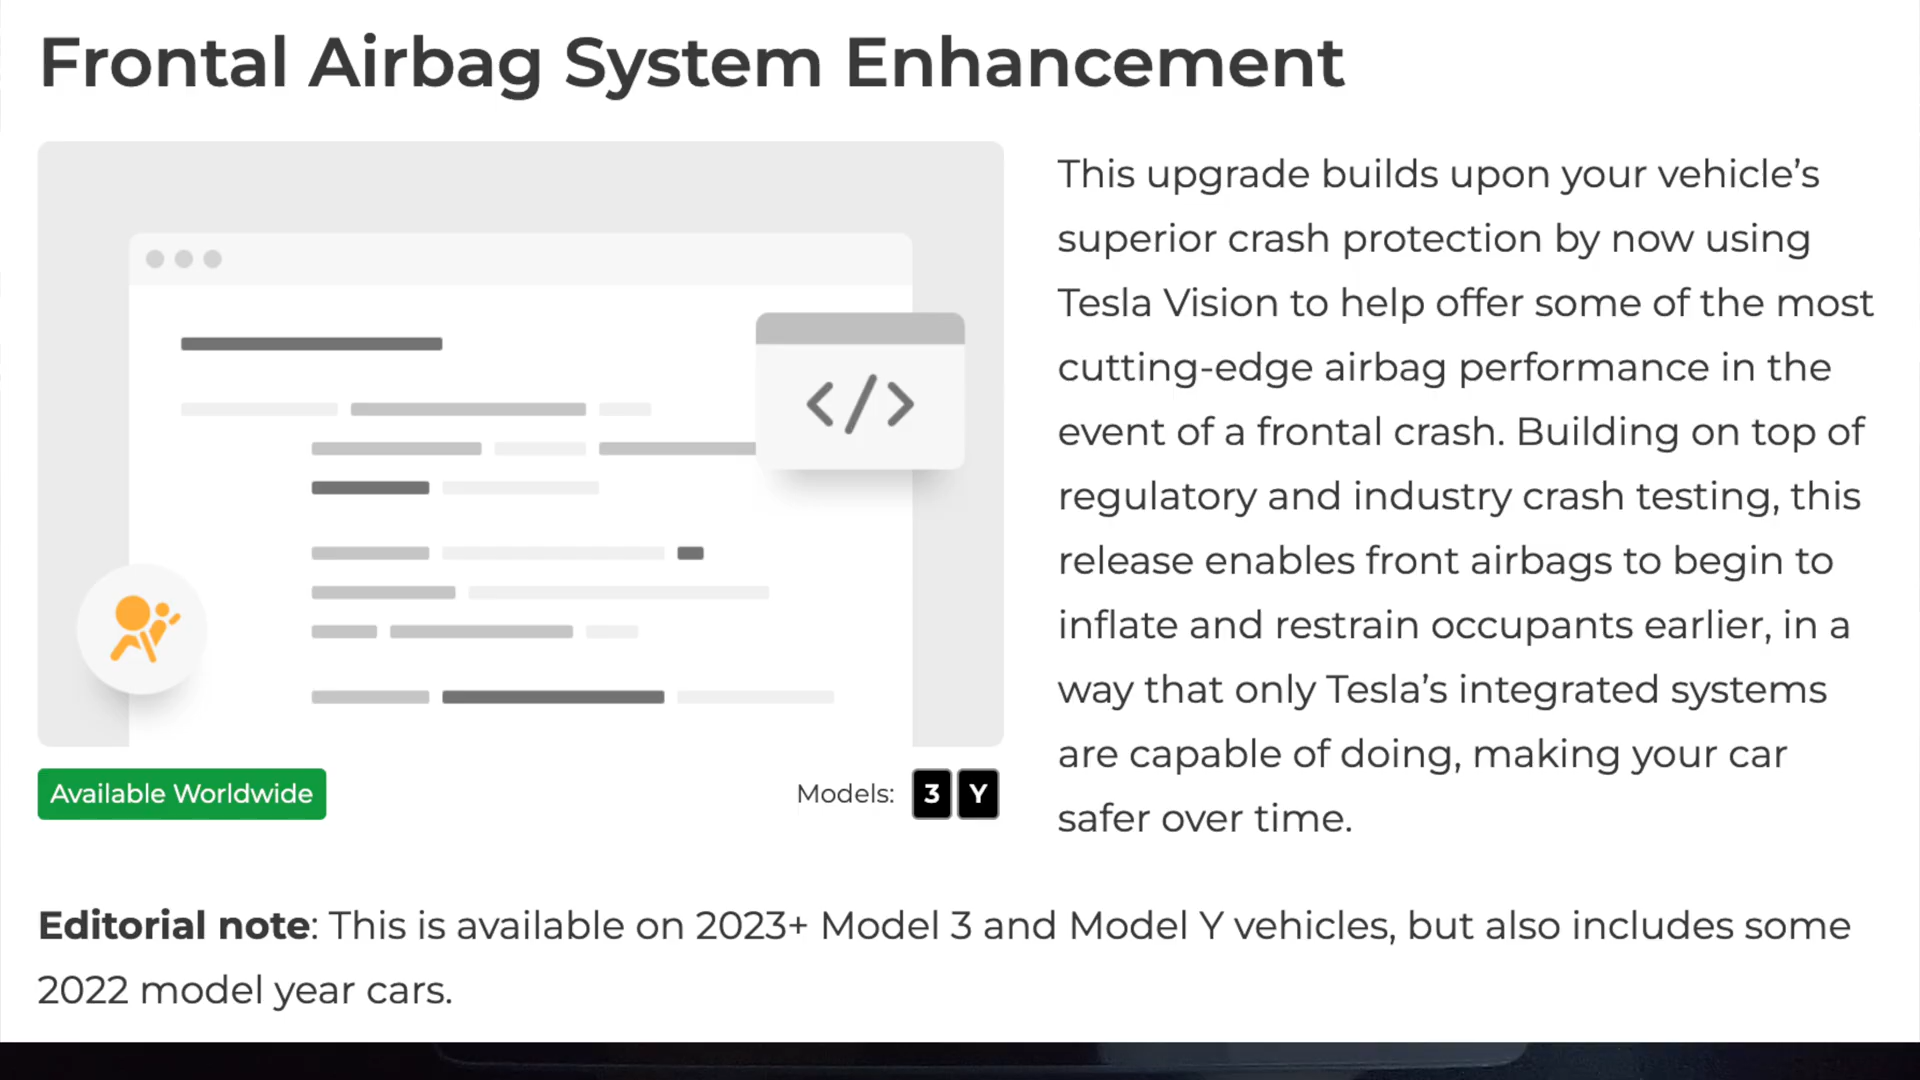 Frontal Airbag System Enhancement
</>
This upgrade builds upon your vehicle’s
superior crash protection by now using
Tesla Vision to help offer some of the most
cutting-edge airbag performance in the
event of a frontal crash. Building on top of
regulatory and industry crash testing, this
release enables front airbags to begin to
inflate and restrain occupants earlier, in a
way that only Tesla’s integrated systems
are capable of doing, making your car
safer over time.
Available Worldwide
Models: 3 Y
Editorial note: This is available on 2023+ Model 3 and Model Y vehicles, but also includes some
2022 model year cars.